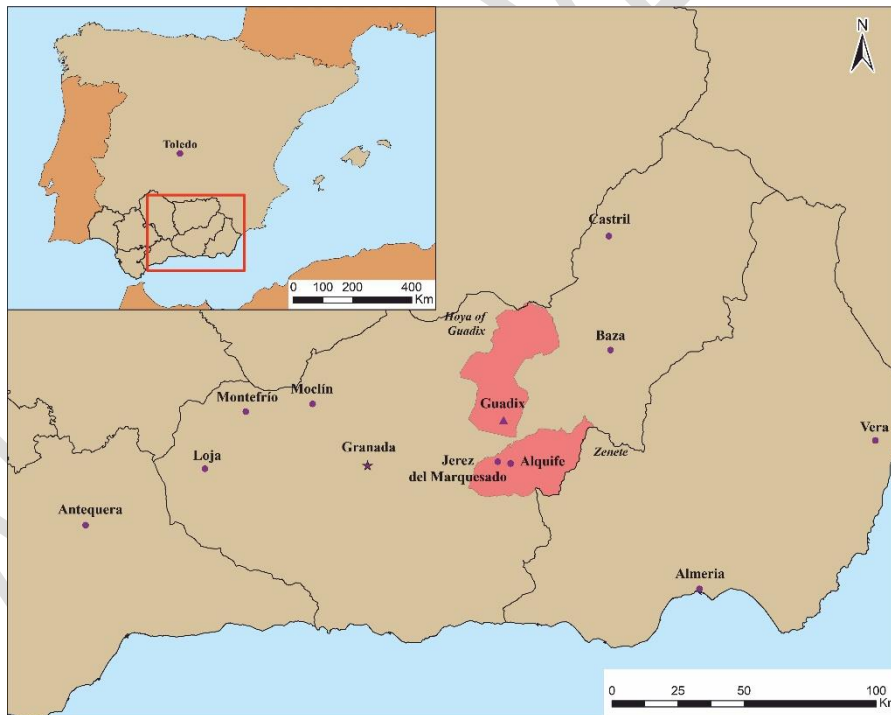 N
Toledo
0 100 200 400
Km
Castril
Hoya of
Guadix
Baza
Moclín
Montefrío
Guadix
Vera
Granada
Loja
Jerez
del Marquesado
Alquife
Zenete
Antequera
Almeria
0 25 50 100